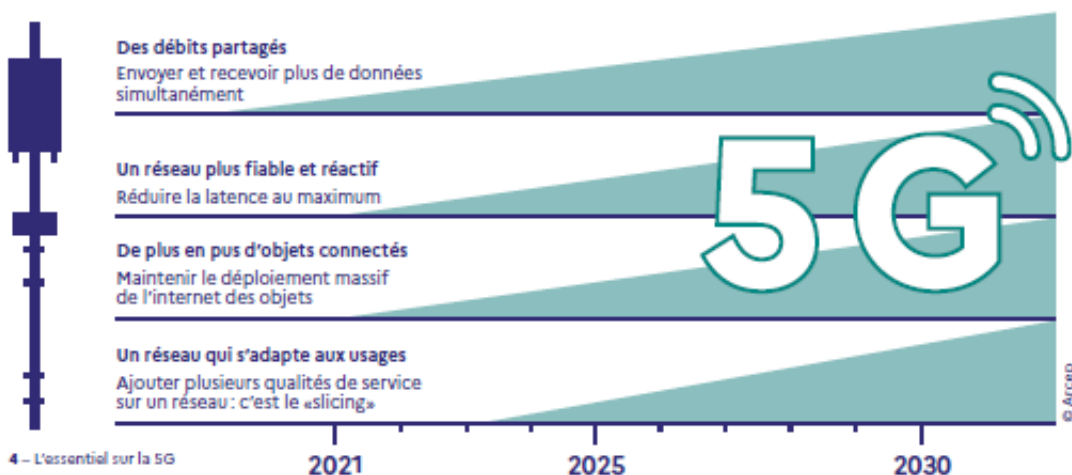 Des débits partagés
Envoyer et recevoir plus de données
simultanément
Un réseau plus fiable et réactif
Réduire la latence au maximum
5G
De plus en pus d'objets connectés
Maintenir le déploiement massif
de l'internet des objets
Un réseau qui s'adapte aux usages
Ajouter plusieurs qualités de service
sur un réseau : c'est le «slicing»
© Arcep
4 – L'essentiel sur la 5G
2021 2025 2030